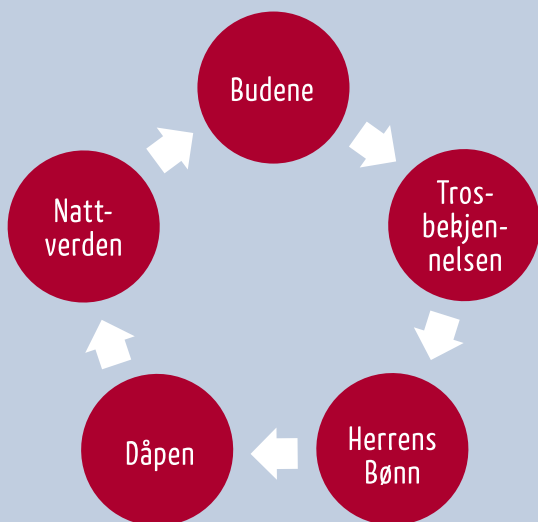 Budene
Tros-
bekjen-
nelsen
Herrens
Bønn
Dåpen
Natt-
verden